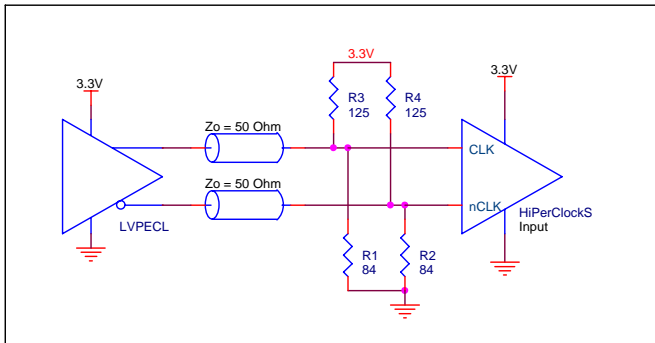 3.3V
3.3V
3.3V
R3
125
R4
125
Zo = 50 Ohm
CLK
Zo = 50 Ohm
nCLK
LVPECL
HiPerClockS
Input
R1
84
R2
84